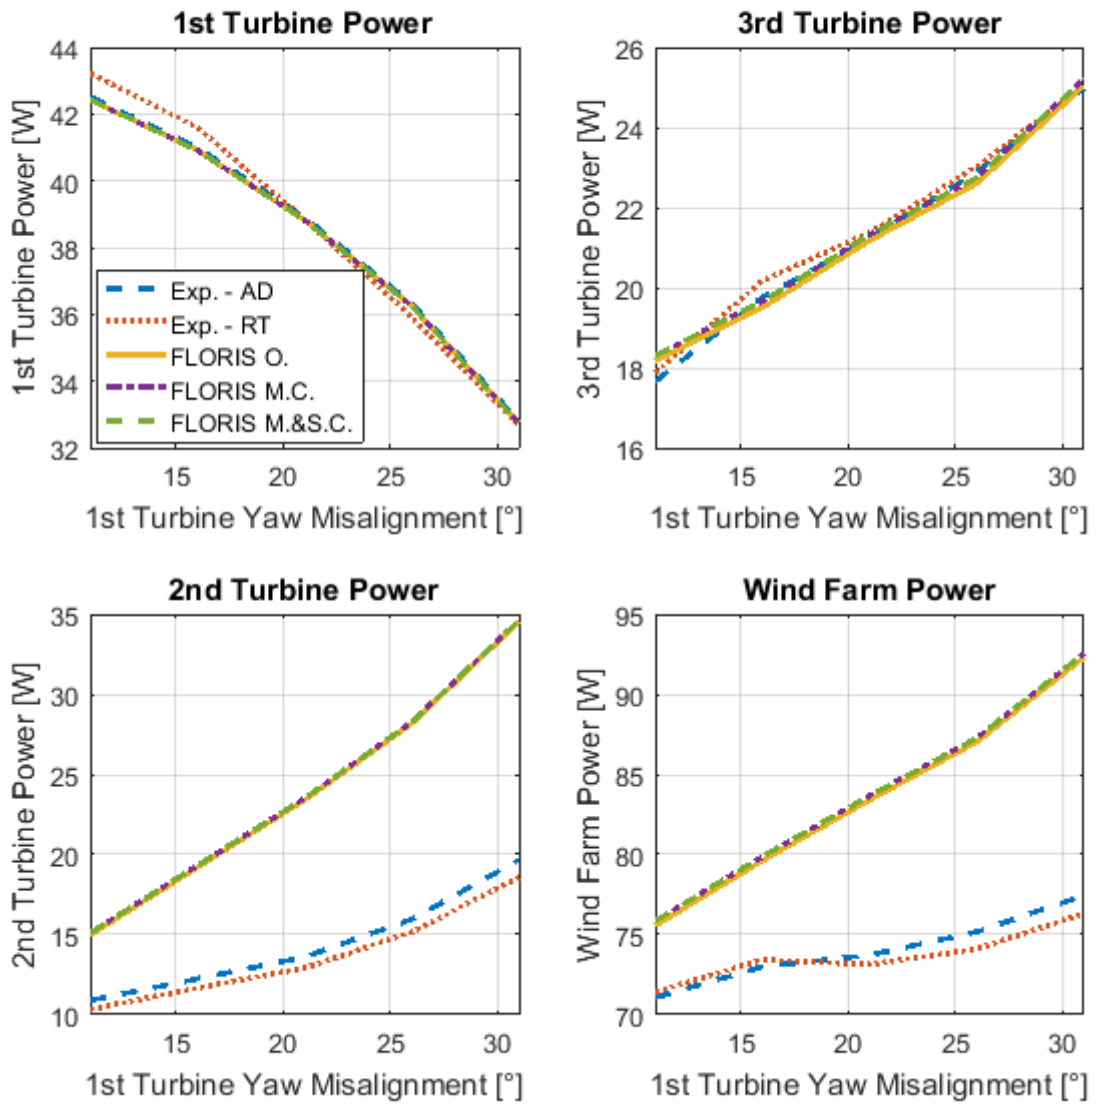 1st Turbine Power
1st Turbine Power [W]
44
42
40
38
36
34
32
Exp. - AD
Exp. - RT
FLORIS O.
FLORIS M.C.
FLORIS M.&S.C.
15
20
25
30
1st Turbine Yaw Misalignment [°]
3rd Turbine Power
3rd Turbine Power [W]
26
24
22
20
18
16
15
20
25
30
1st Turbine Yaw Misalignment [°]
2nd Turbine Power
2nd Turbine Power [W]
35
30
25
20
15
10
15
20
25
30
1st Turbine Yaw Misalignment [°]
Wind Farm Power
Wind Farm Power [W]
95
90
85
80
75
70
15
20
25
30
1st Turbine Yaw Misalignment [°]